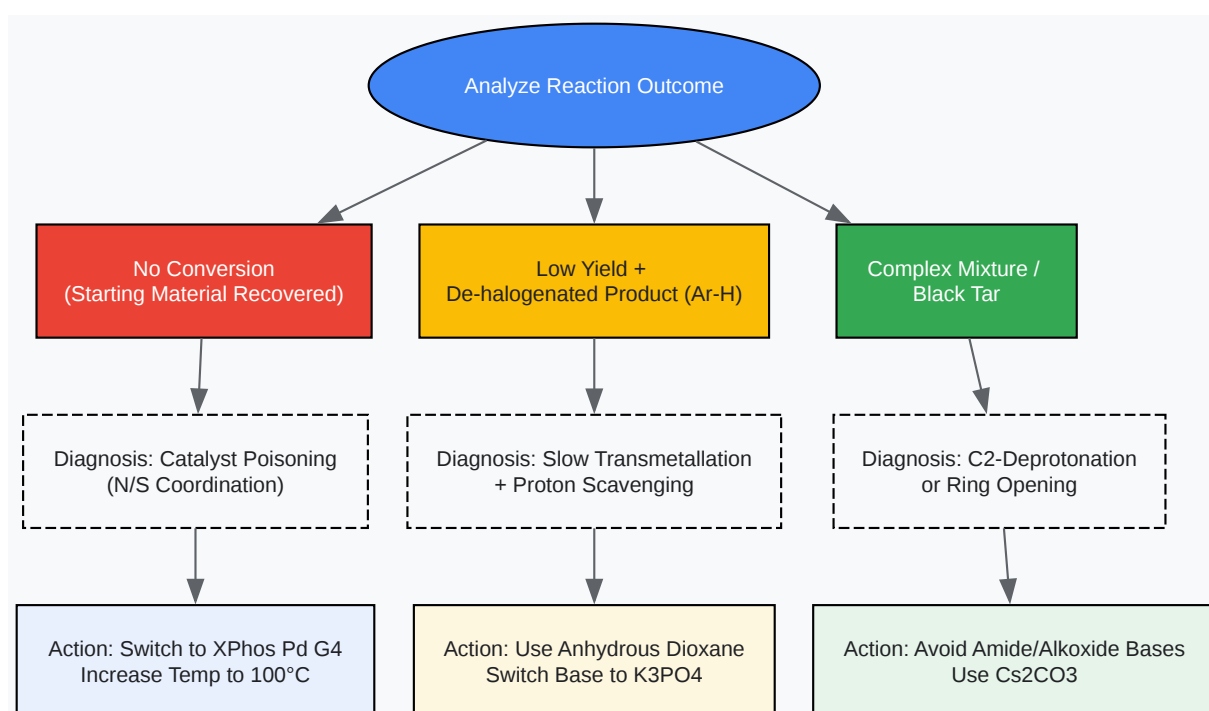 Analyze Reaction Outcome
No Conversion
(Starting Material Recovered)
Low Yield +
De-halogenated Product (Ar-H)
Complex Mixture /
Black Tar
Diagnosis: Catalyst Poisoning
(N/S Coordination)
Diagnosis: Slow Transmetallation
+ Proton Scavenging
Diagnosis: C2-Deprotonation
or Ring Opening
Action: Switch to XPhos Pd G4
Increase Temp to 100°C
Action: Use Anhydrous Dioxane
Switch Base to K3PO4
Action: Avoid Amide/Alkoxide Bases
Use Cs2CO3